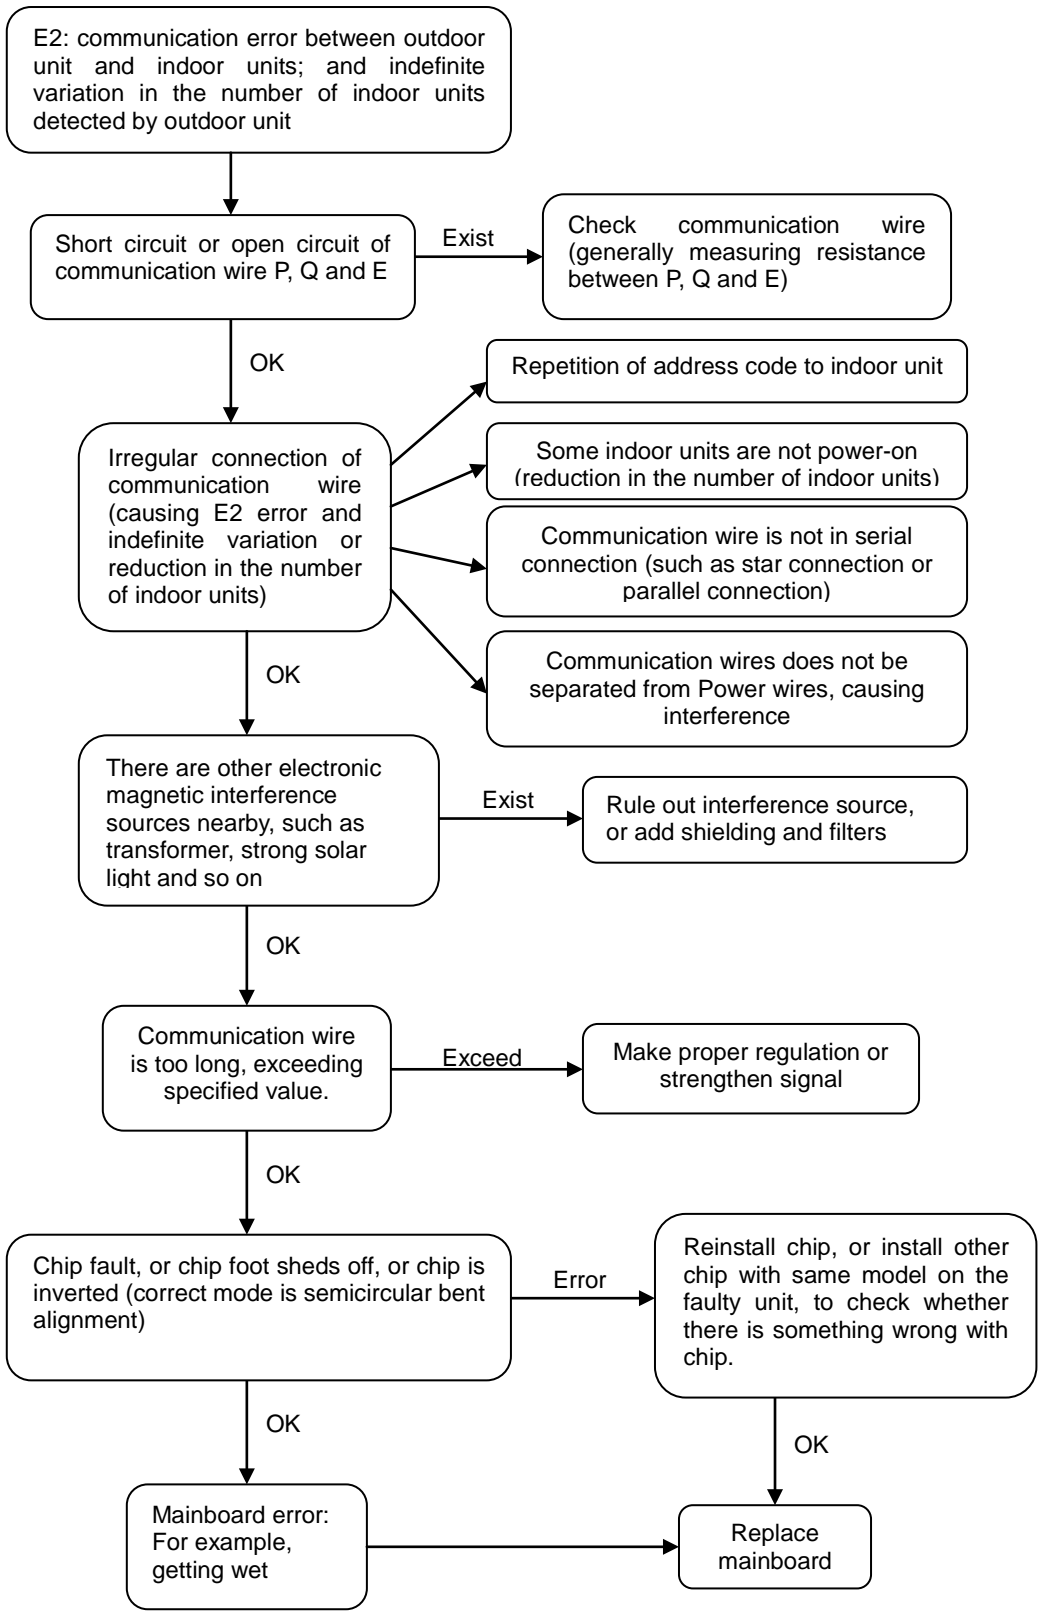 E2: communication error between outdoor
unit and indoor units; and indefinite
variation in the number of indoor units
detected by outdoor unit
Short circuit or open circuit of
communication wire P, Q and E
Exist
Check communication wire
(generally measuring resistance
between P, Q and E)
OK
Repetition of address code to indoor unit
Some indoor units are not power-on
(reduction in the number of indoor units)
Irregular connection of
communication wire
(causing E2 error and
indefinite variation or
reduction in the number
of indoor units)
Communication wire is not in serial
connection (such as star connection or
parallel connection)
Communication wires does not be
separated from Power wires, causing
interference
OK
There are other electronic
magnetic interference
sources nearby, such as
transformer, strong solar
light and so on
Exist
Rule out interference source,
or add shielding and filters
OK
Communication wire
is too long, exceeding
specified value.
Exceed
Make proper regulation or
strengthen signal
OK
Chip fault, or chip foot sheds off, or chip is
inverted (correct mode is semicircular bent
alignment)
Error
Reinstall chip, or install other
chip with same model on the
faulty unit, to check whether
there is something wrong with
chip.
OK
OK
Mainboard error:
For example,
getting wet
Replace
mainboard